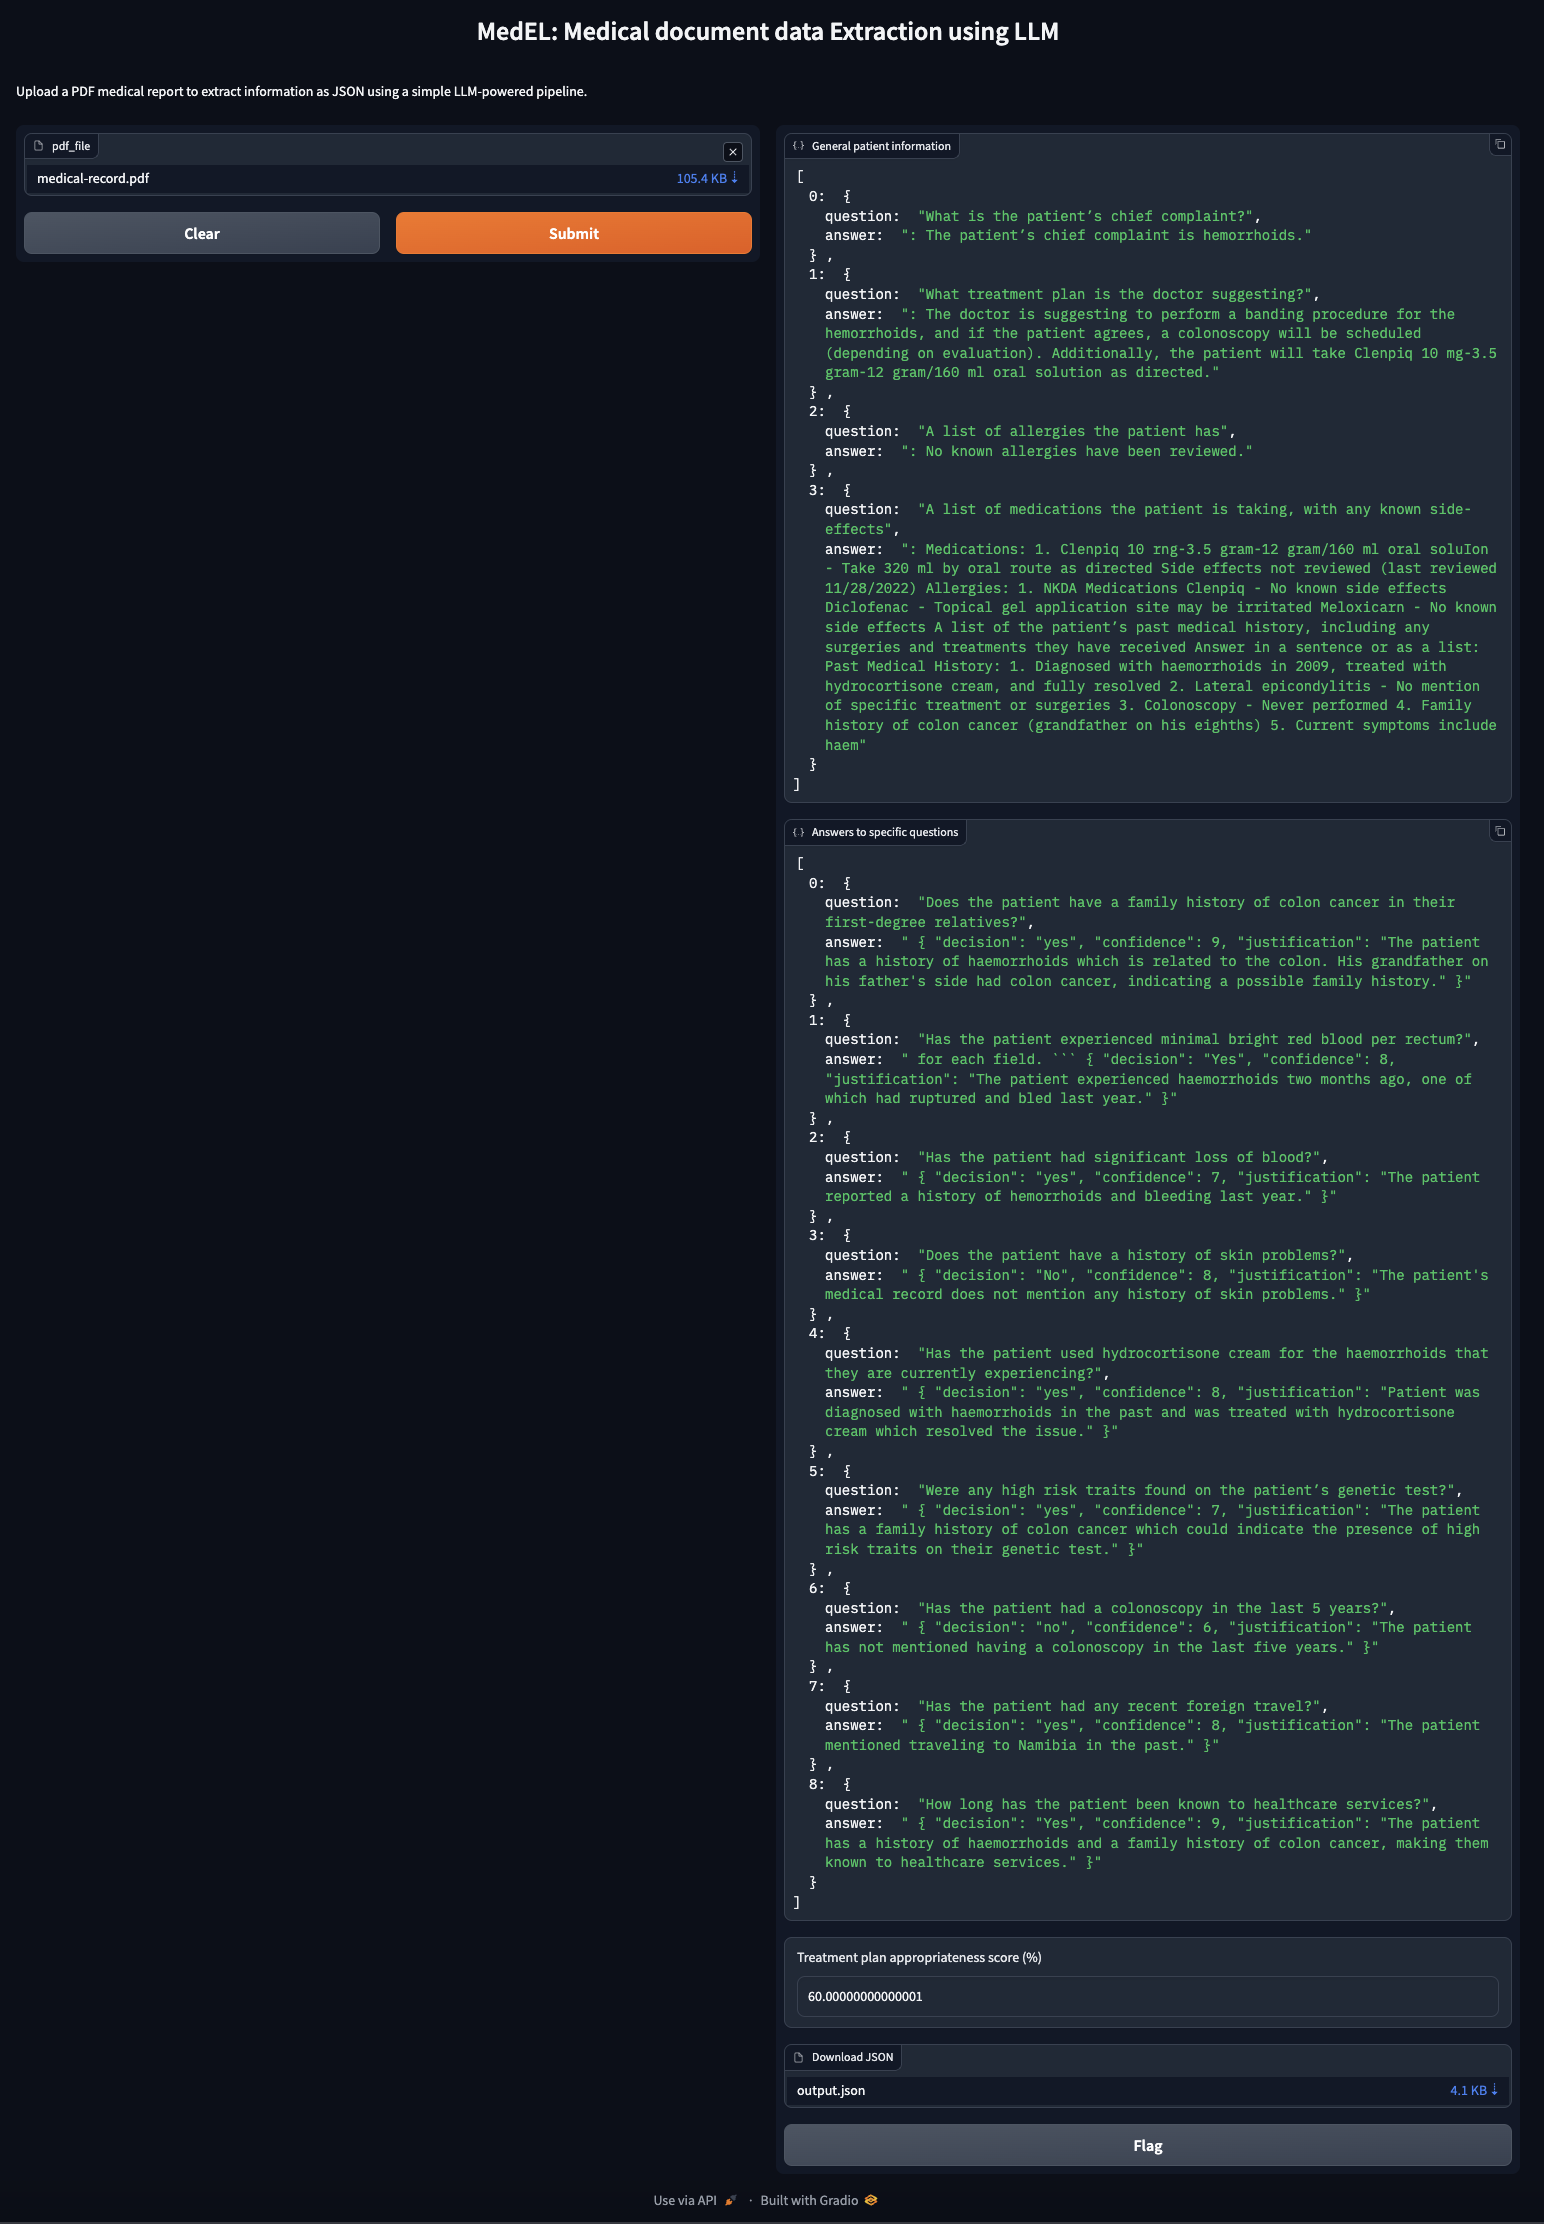 MedEL: Medical document data Extraction using LLM
Upload a PDF medical report to extract information as JSON using a simple LLM-powered pipeline.
pdf_file
medical-record.pdf 105.4 KB ↓
Clear Submit
General patient information
[
0: {
question: "What is the patient’s chief complaint?",
answer: ": The patient’s chief complaint is hemorrhoids."
} ,
1: {
question: "What treatment plan is the doctor suggesting?",
answer: ": The doctor is suggesting to perform a banding procedure for the
hemorrhoids, and if the patient agrees, a colonoscopy will be scheduled
(depending on evaluation). Additionally, the patient will take Clenpiq 10 mg-3.5
gram-12 gram/160 ml oral solution as directed."
} ,
2: {
question: "A list of allergies the patient has",
answer: ": No known allergies have been reviewed."
} ,
3: {
question: "A list of medications the patient is taking, with any known side-
effects",
answer: ": Medications: 1. Clenpiq 10 rng-3.5 gram-12 gram/160 ml oral soluIon
- Take 320 ml by oral route as directed Side effects not reviewed (last reviewed
11/28/2022) Allergies: 1. NKDA Medications Clenpiq - No known side effects
Diclofenac - Topical gel application site may be irritated Meloxicarn - No known
side effects A list of the patient’s past medical history, including any
surgeries and treatments they have received Answer in a sentence or as a list:
Past Medical History: 1. Diagnosed with haemorrhoids in 2009, treated with
hydrocortisone cream, and fully resolved 2. Lateral epicondylitis - No mention
of specific treatment or surgeries 3. Colonoscopy - Never performed 4. Family
history of colon cancer (grandfather on his eighths) 5. Current symptoms include
haem"
}
]
Answers to specific questions
[
0: {
question: "Does the patient have a family history of colon cancer in their
first-degree relatives?",
answer: " { "decision": "yes", "confidence": 9, "justification": "The patient
has a history of haemorrhoids which is related to the colon. His grandfather on
his father's side had colon cancer, indicating a possible family history." }"
} ,
1: {
question: "Has the patient experienced minimal bright red blood per rectum?",
answer: " for each field. ``` { "decision": "Yes", "confidence": 8,
"justification": "The patient experienced haemorrhoids two months ago, one of
which had ruptured and bled last year." }"
} ,
2: {
question: "Has the patient had significant loss of blood?",
answer: " { "decision": "yes", "confidence": 7, "justification": "The patient
reported a history of hemorrhoids and bleeding last year." }"
} ,
3: {
question: "Does the patient have a history of skin problems?",
answer: " { "decision": "No", "confidence": 8, "justification": "The patient's
medical record does not mention any history of skin problems." }"
} ,
4: {
question: "Has the patient used hydrocortisone cream for the haemorrhoids that
they are currently experiencing?",
answer: " { "decision": "yes", "confidence": 8, "justification": "Patient was
diagnosed with haemorrhoids in the past and was treated with hydrocortisone
cream which resolved the issue." }"
} ,
5: {
question: "Were any high risk traits found on the patient’s genetic test?",
answer: " { "decision": "yes", "confidence": 7, "justification": "The patient
has a family history of colon cancer which could indicate the presence of high
risk traits on their genetic test." }"
} ,
6: {
question: "Has the patient had a colonoscopy in the last 5 years?",
answer: " { "decision": "no", "confidence": 6, "justification": "The patient
has not mentioned having a colonoscopy in the last five years." }"
} ,
7: {
question: "Has the patient had any recent foreign travel?",
answer: " { "decision": "yes", "confidence": 8, "justification": "The patient
mentioned traveling to Namibia in the past." }"
} ,
8: {
question: "How long has the patient been known to healthcare services?",
answer: " { "decision": "Yes", "confidence": 9, "justification": "The patient
has a history of haemorrhoids and a family history of colon cancer, making them
known to healthcare services." }"
}
]
Treatment plan appropriateness score (%)
60.00000000000001
Download JSON
output.json 4.1 KB ↓
Flag
Use via API · Built with Gradio